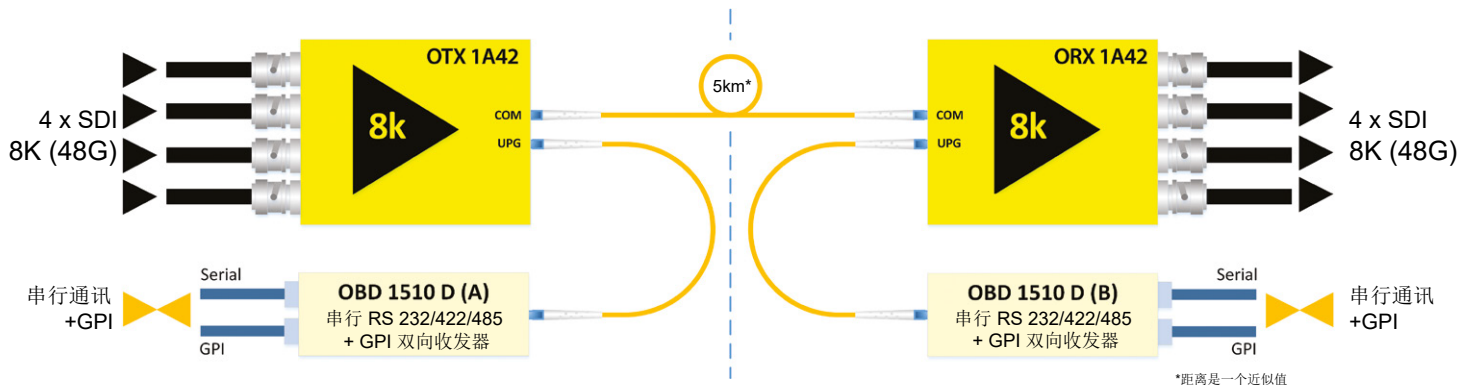 OTX 1A42
8k
COM
UPG
4 x SDI
8K (48G)
5km*
ORX 1A42
8k
COM
UPG
4 x SDI
8K (48G)
串行通讯
+GPI
Serial
GPI
OBD 1510 D (A)
串行 RS 232/422/485
+ GPI 双向收发器
OBD 1510 D (B)
串行 RS 232/422/485
+ GPI 双向收发器
Serial
GPI
串行通讯
+GPI
*距离是一个近似值